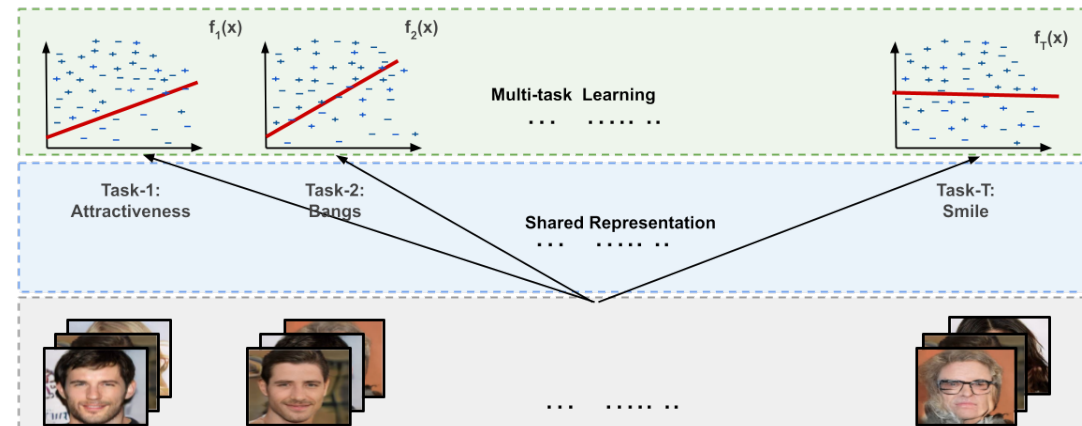 f1(x)
f2(x)
fT(x)
Multi-task Learning
... ..... ..
Task-1:
Attractiveness
Task-2:
Bangs
Task-T:
Smile
Shared Representation
... ..... ..
... ..... ..